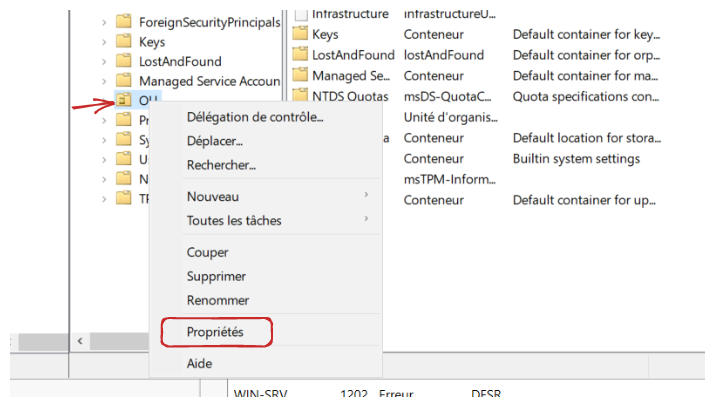 ForeignSecurityPrincipals
Keys
LostAndFound
Managed Service Accoun
OU
Infrastructure infrastructureU...
Keys Conteneur Default container for key...
LostAndFound lostAndFound Default container for orp...
Managed Se... Conteneur Default container for ma...
NTDS Quotas msDS-QuotaC... Quota specifications con...
Unité d'organis...
Conteneur Default location for stora...
Conteneur Builtin system settings
msTPM-Inform...
Conteneur Default container for up...
Délégation de contrôle...
Déplacer...
Rechercher...
Nouveau
Toutes les tâches
Couper
Supprimer
Renommer
Propriétés
Aide
WIN-SRV 1202 Erreur DFSR